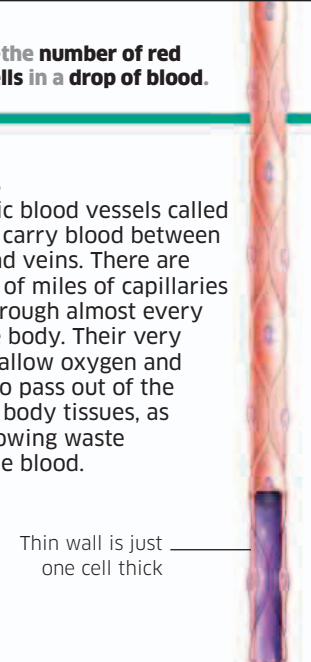 the number of red
lls in a drop of blood.
ic blood vessels called
carry blood between
d veins. There are
of miles of capillaries
rough almost every
body. Their very
allow oxygen and
o pass out of the
body tissues, as
owing waste
e blood.
Thin wall is just
one cell thick